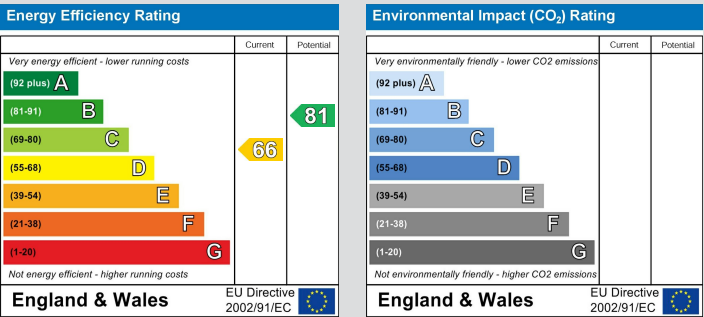 Energy Efficiency Rating
Current Potential
Very energy efficient - lower running costs
(92 plus) A
(81-91) B
(69-80) C
(55-68) D
(39-54) E
(21-38) F
(1-20) G
66
81
Not energy efficient - higher running costs
England & Wales
EU Directive
2002/91/EC
Environmental Impact (CO₂) Rating
Current Potential
Very environmentally friendly - lower CO2 emissions
(92 plus) A
(81-91) B
(69-80) C
(55-68) D
(39-54) E
(21-38) F
(1-20) G
Not environmentally friendly - higher CO2 emissions
England & Wales
EU Directive
2002/91/EC